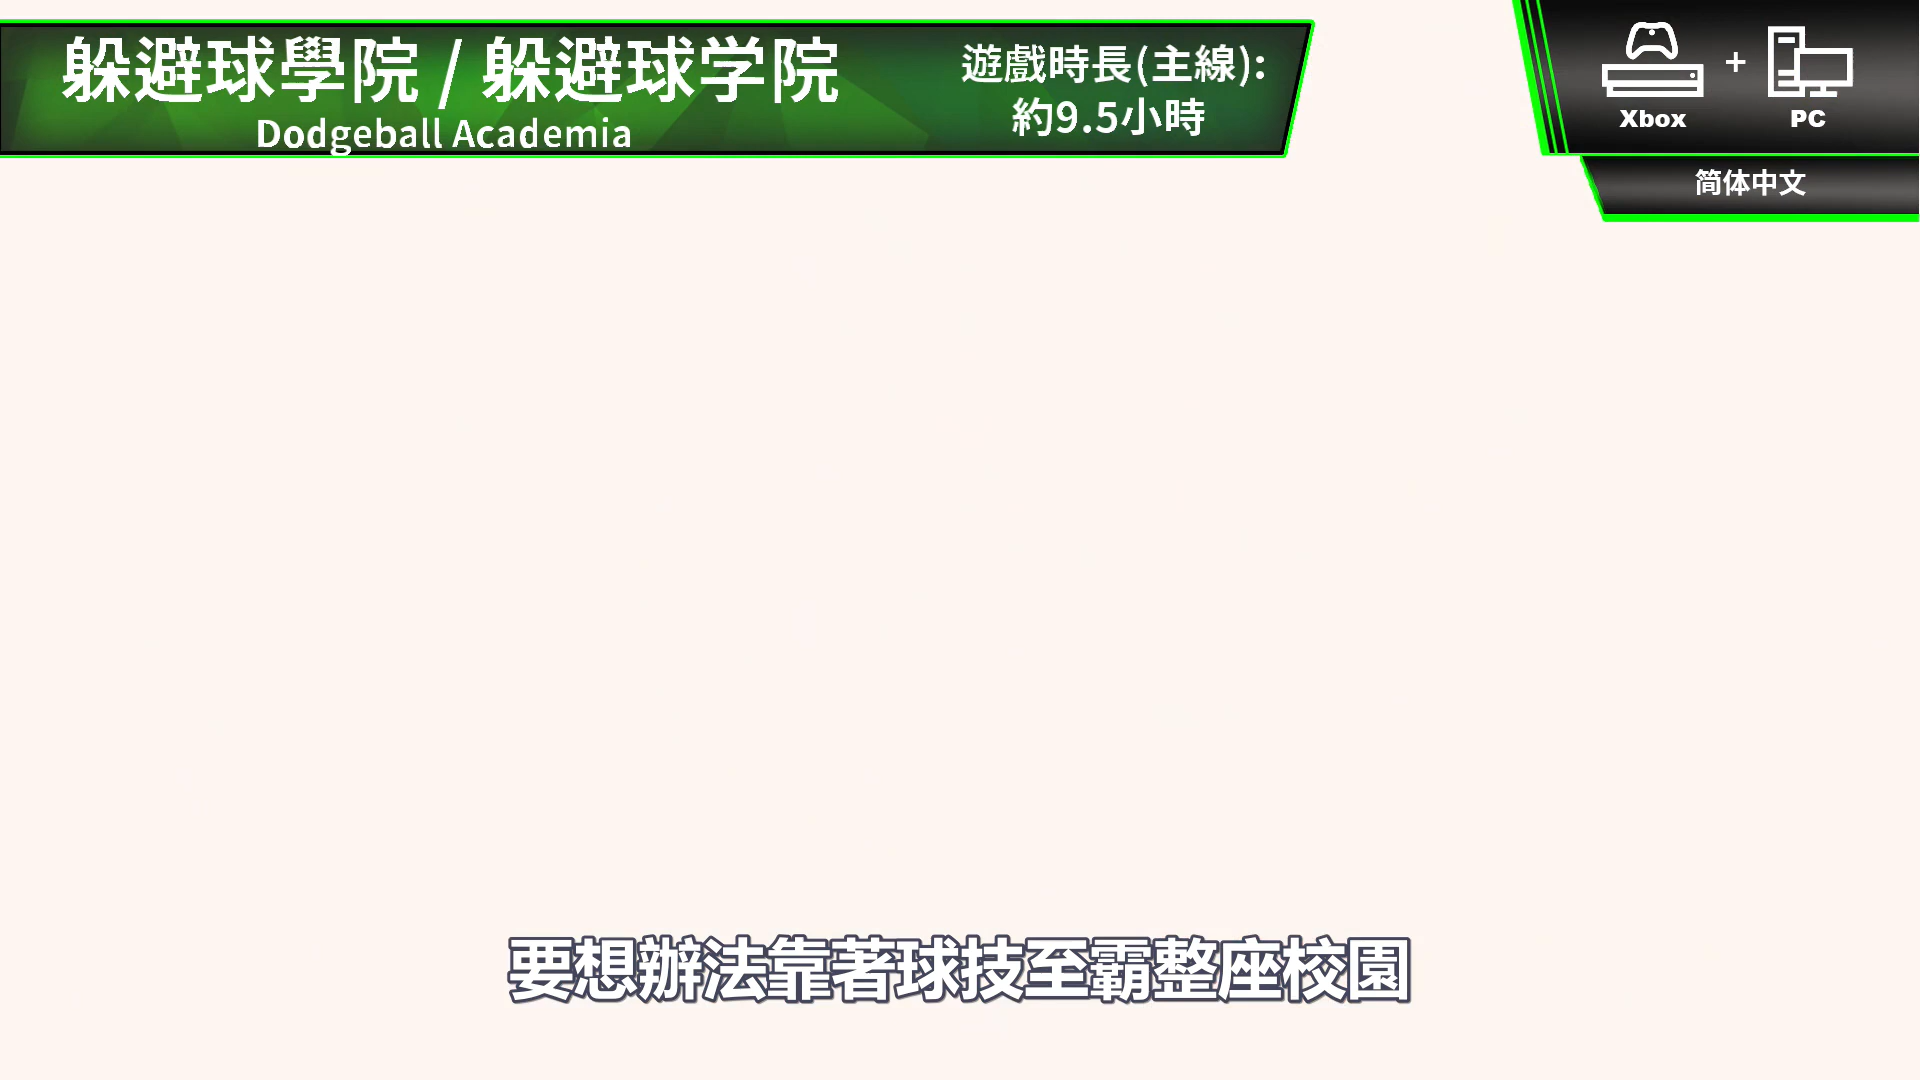 躲避球學院 / 躲避球学院
Dodgeball Academia
遊戲時長(主線):
約9.5小時
Xbox + PC
简体中文
要想辦法靠著球技至霸整座校園